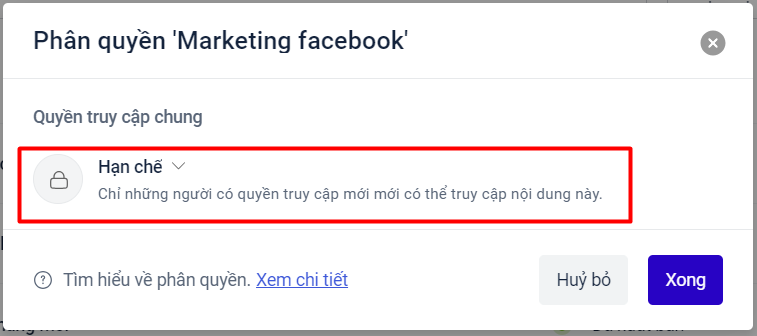 Phân quyền 'Marketing facebook'
Quyền truy cập chung
Hạn chế
Chỉ những người có quyền truy cập mới mới có thể truy cập nội dung này.
Tìm hiểu về phân quyền. Xem chi tiết
Huỷ bỏ
Xong